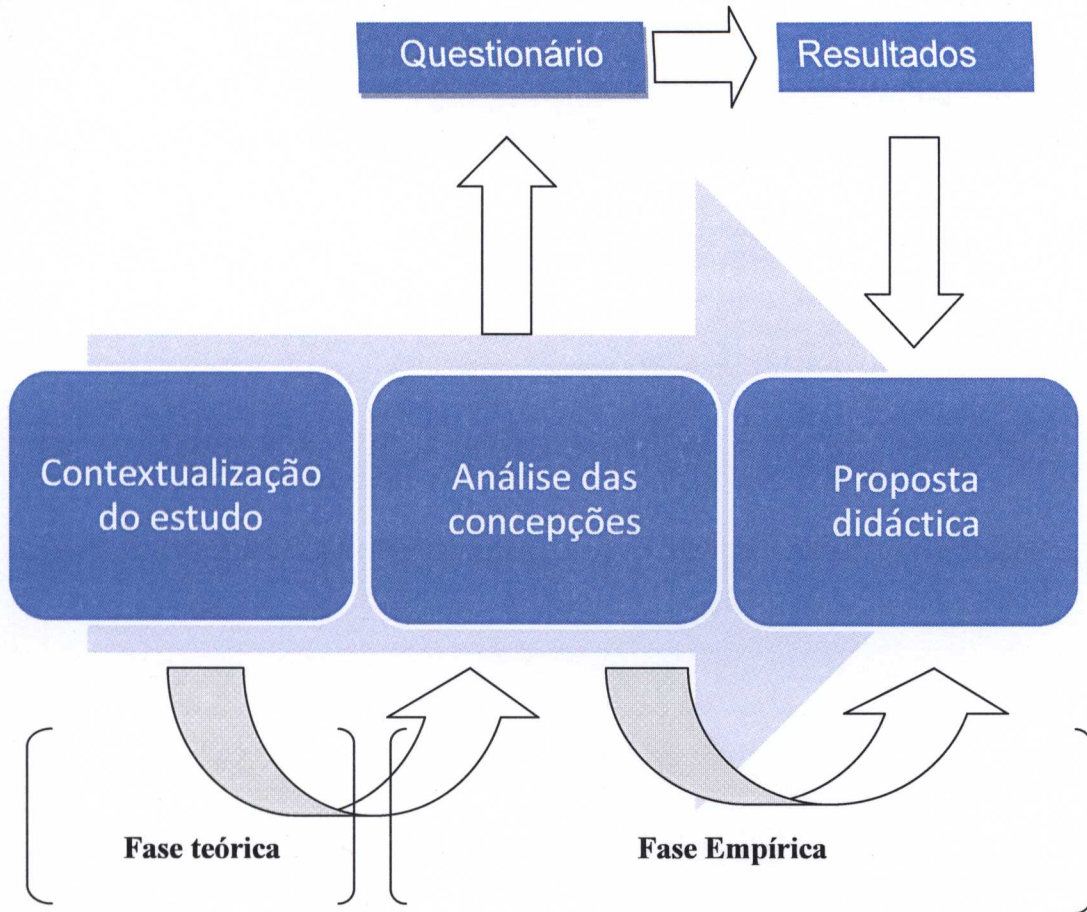 Questionário
Resultados
Contextualização
do estudo
Análise das
concepções
Proposta
didáctica
Fase teórica
Fase Empírica